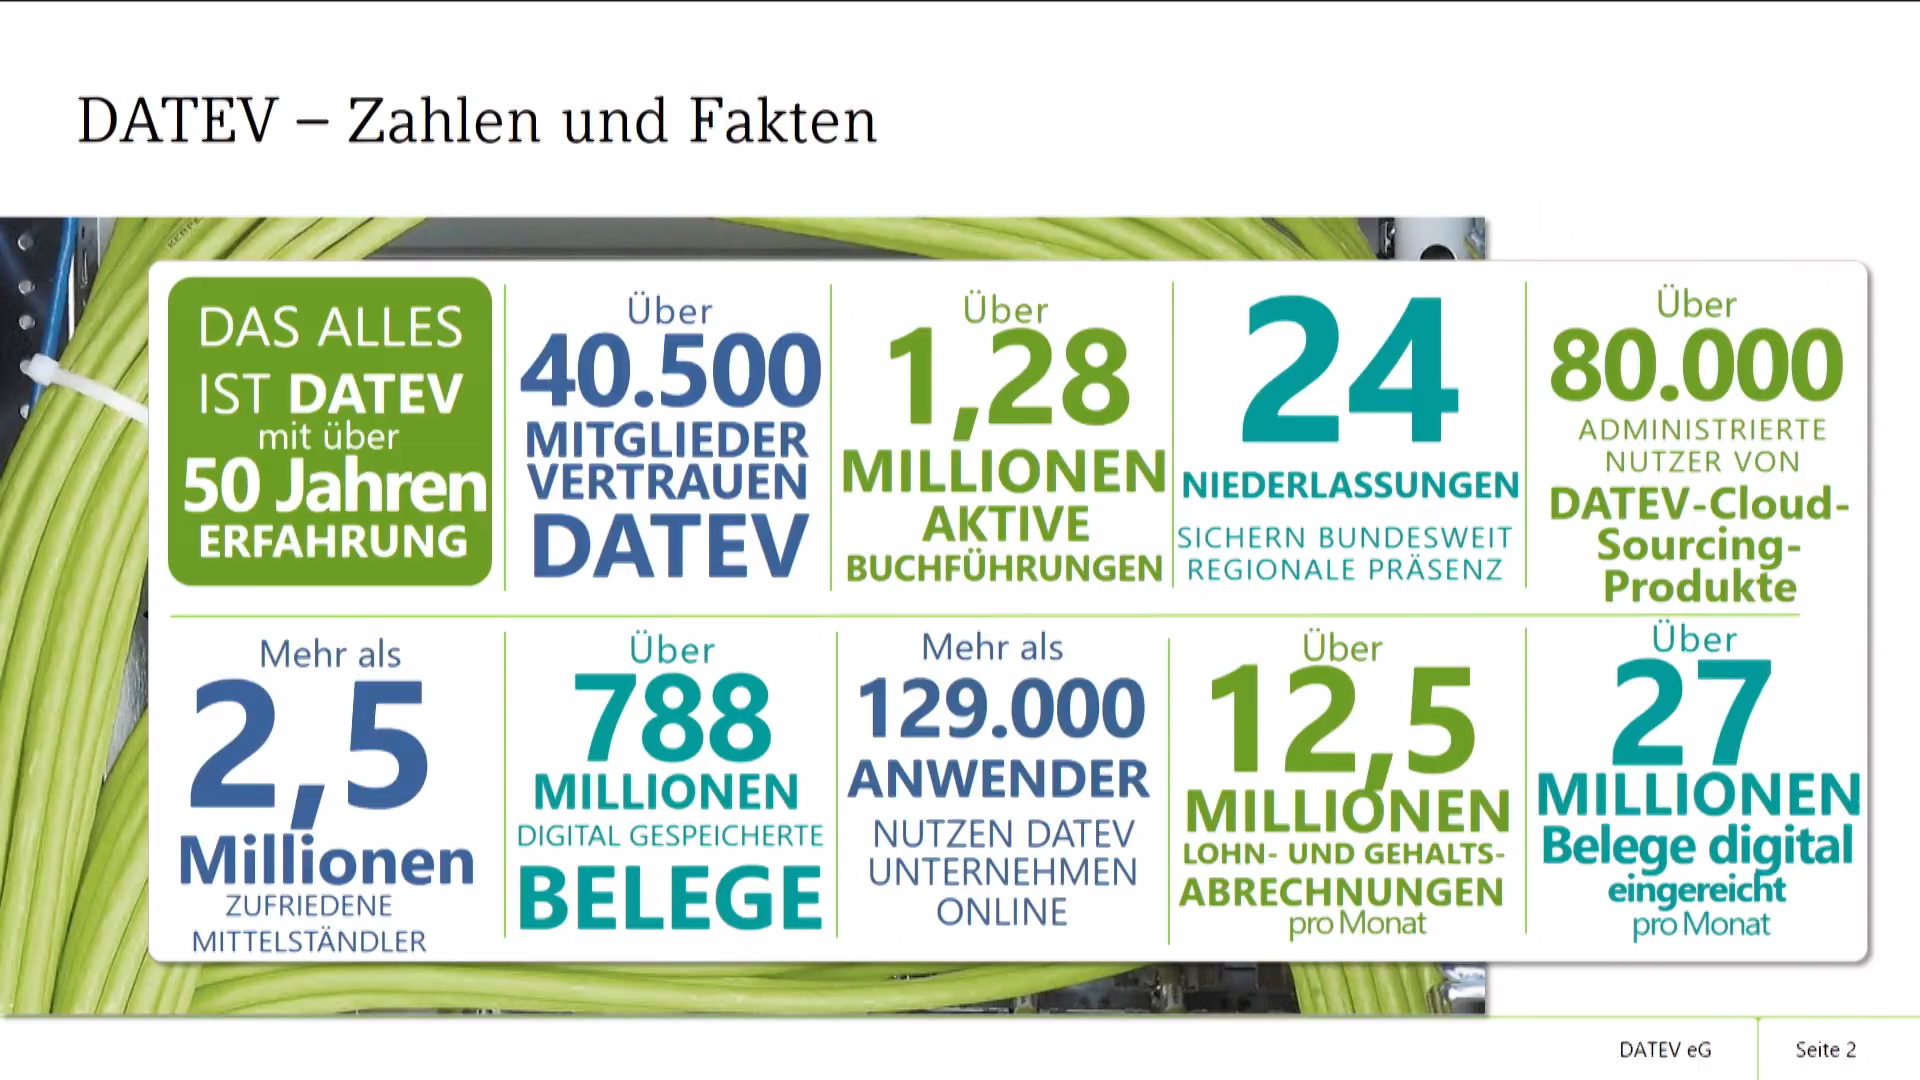 DATEV – Zahlen und Fakten
DAS ALLES
IST DATEV
mit über
50 Jahren
ERFAHRUNG
Über
40.500
MITGLIEDER
VERTRAUEN
DATEV
Über
1,28
MILLIONEN
AKTIVE
BUCHFÜHRUNGEN
24
NIEDERLASSUNGEN
SICHERN BUNDESWEIT
REGIONALE PRÄSENZ
Über
80.000
ADMINISTRIERTE
NUTZER VON
DATEV-Cloud-
Sourcing-
Produkte
Mehr als
2,5
Millionen
ZUFRIEDENE
MITTELSTÄNDLER
Über
788
MILLIONEN
DIGITAL GESPEICHERTE
BELEGE
Mehr als
129.000
ANWENDER
NUTZEN DATEV
UNTERNEHMEN
ONLINE
Über
12,5
MILLIONEN
LOHN- UND GEHALTS-
ABRECHNUNGEN
pro Monat
Über
27
MILLIONEN
Belege digital
eingereicht
pro Monat
DATEV eG
Seite 2